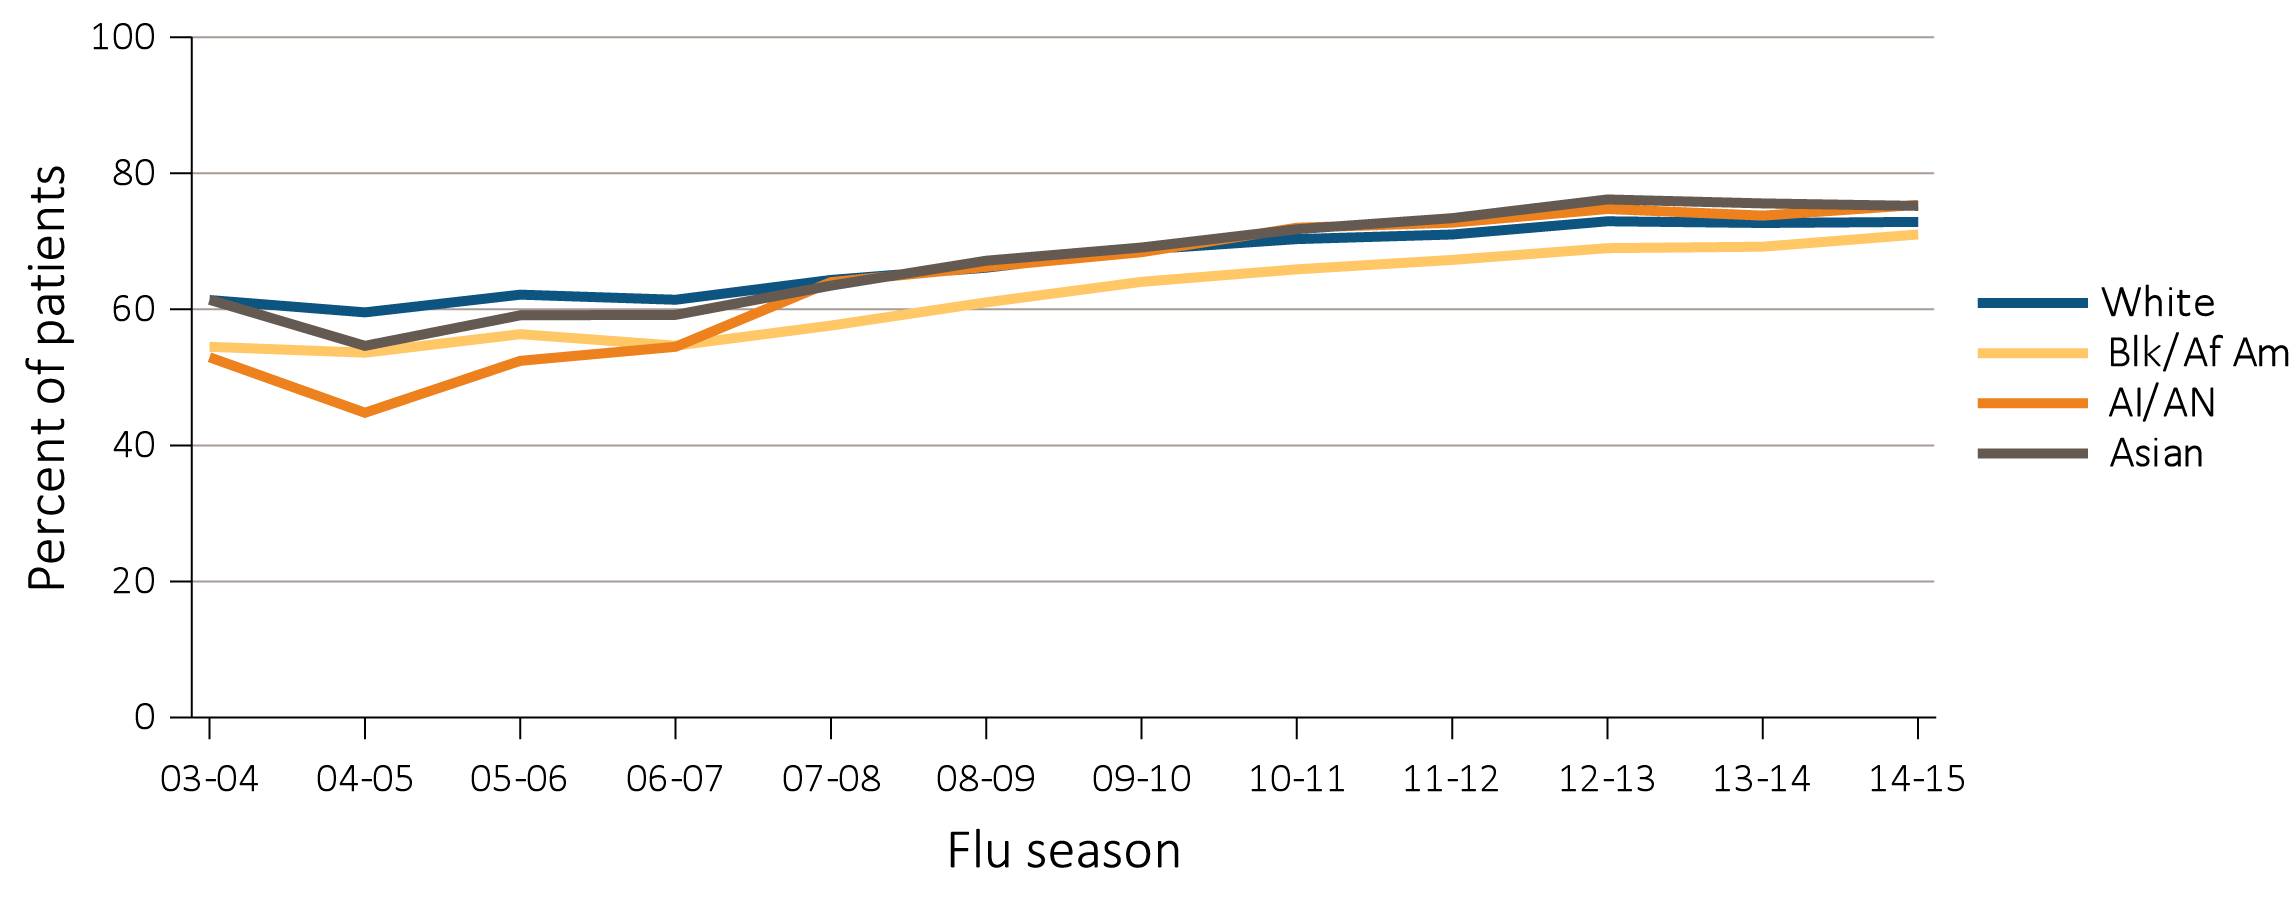 100
80
60
40
20
0
Percent of patients
03-04 04-05 05-06 06-07 07-08 08-09 09-10 10-11 11-12 12-13 13-14 14-15
Flu season
White
Blk/Af Am
AI/AN
Asian